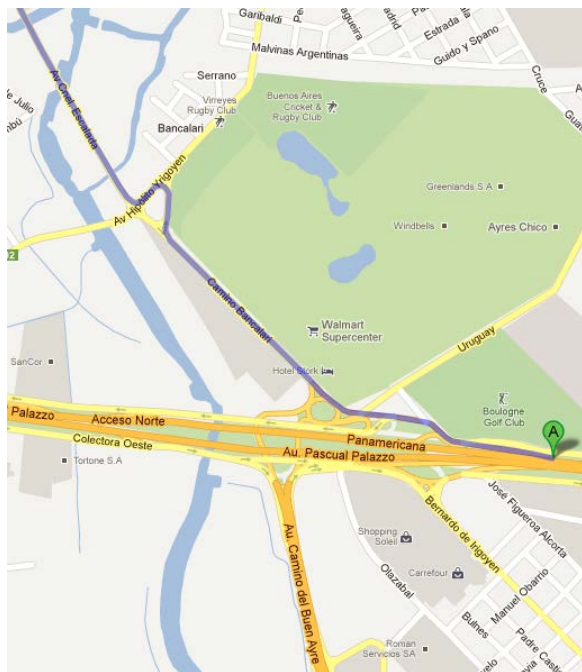 Garibaldi
Malvinas Argentinas
Estrada
Guido y Spano
Cruce
Serrano
Virreyes
Rugby Club
Buenos Aires
Cricket &
Rugby Club
Bancalari
Av Cnel. Escalada
Av Hipólito Yrigoyen
Greenlands S.A
Windbells
Ayres Chico
Camino Bancalari
Walmart
Supercenter
Uruguay
SanCor
Hotel Stork
Boulogne
Golf Club
A
Palazzo
Acceso Norte
Panamericana
Colectora Oeste
Au. Pascual Palazzo
Tortone S.A
José Figueroa Alcorta
Bernardo de Irigoyen
Shopping
Soleil
Carrefour
Au. Camino del Buen Ayre
Olazabal
Manuel Obarrio
Bulnes
Padre Castiglia
Roman
Servicios SA